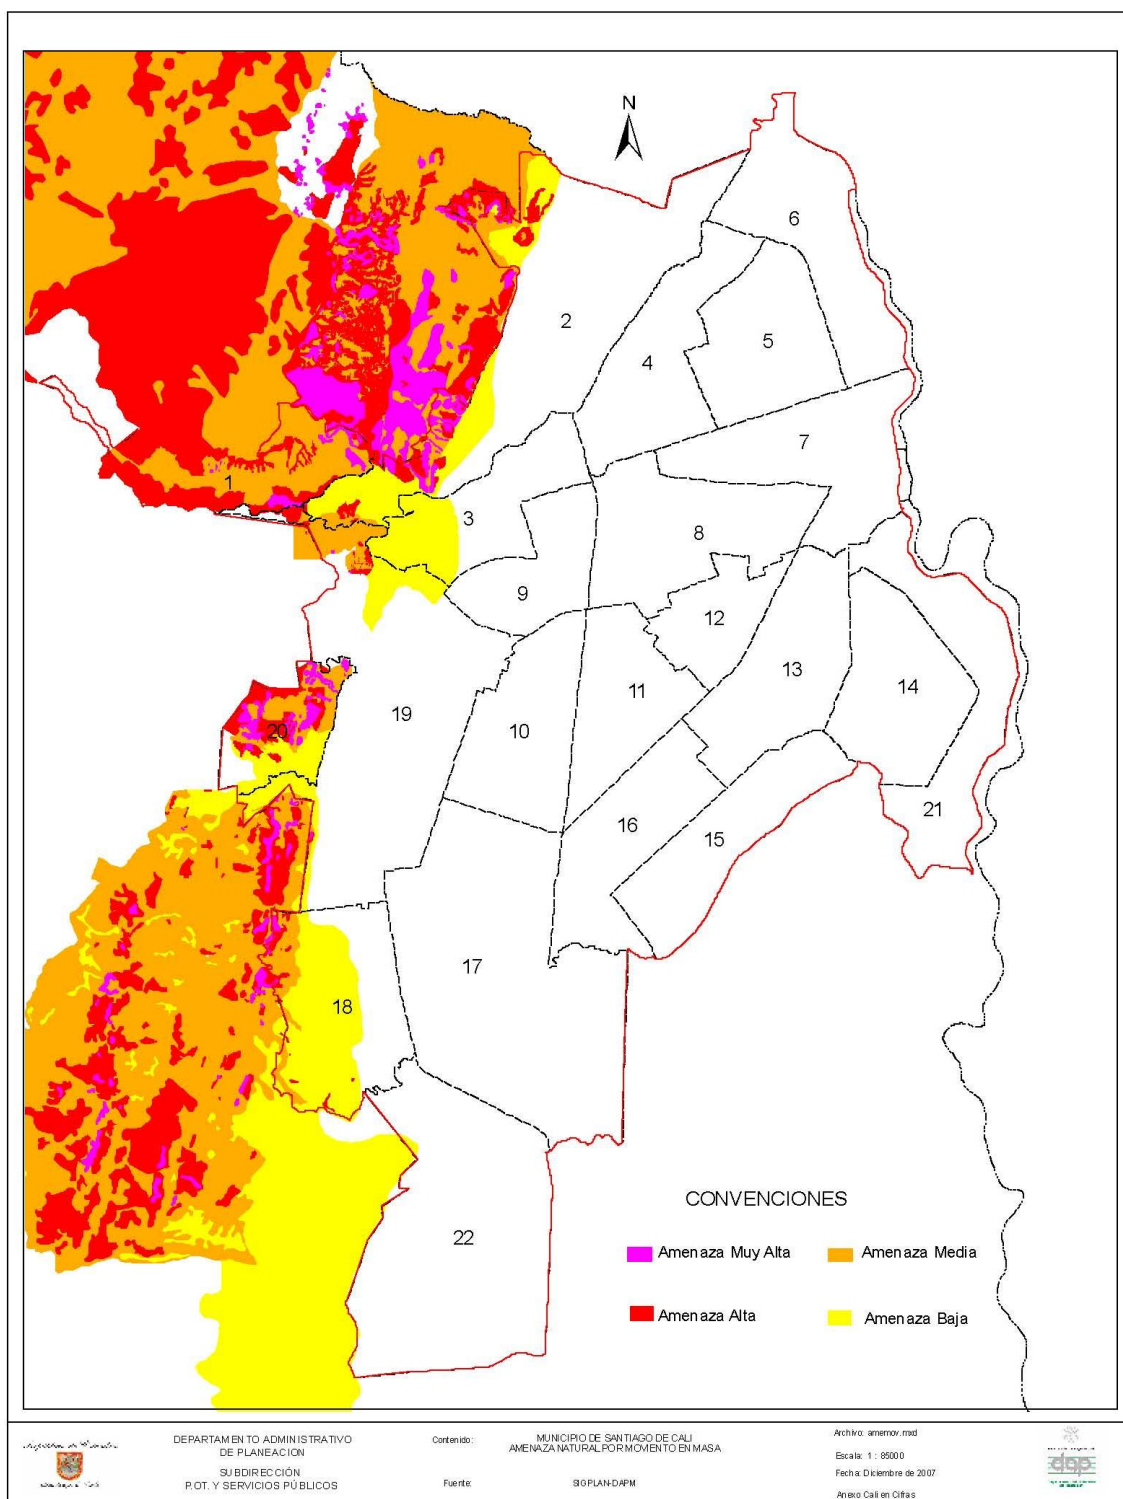 N
6
2
5
4
7
1
3
8
9
12
13
14
11
19
10
20
21
16
15
17
18
CONVENCIONES
22
Amenaza Muy Alta
Amenaza Media
Amenaza Alta
Amenaza Baja
DEPARTAMENTO ADMINISTRATIVO
DE PLANEACION
SUBDIRECCIÓN
P.O.T. Y SERVICIOS PÚBLICOS
Contenido:
MUNICIPIO DE SANTIAGO DE CALI
AMENAZA NATURAL POR MOMENTO EN MASA
Fuente:
SIGPLAN-DAPM
Archivo: amemov.mxd
Escala: 1 : 85000
Fecha: Diciembre de 2007
Anexo Cali en Cifras
dap